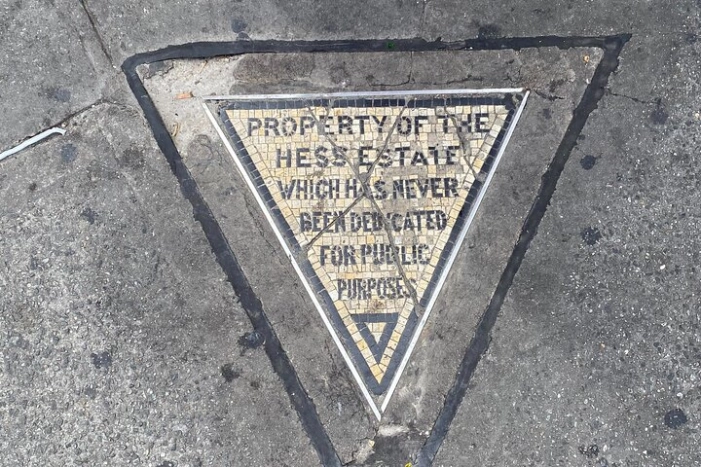 PROPERTY OF THE
HESS ESTATE
WHICH HAS NEVER
BEEN DEDICATED
FOR PUBLIC
PURPOSES